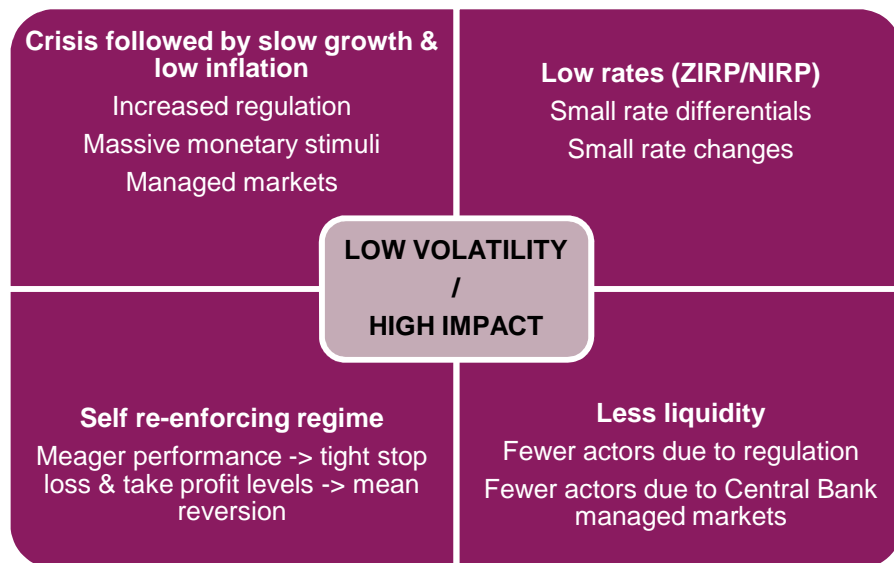 Crisis followed by slow growth &
low inflation
Increased regulation
Massive monetary stimuli
Managed markets
Low rates (ZIRP/NIRP)
Small rate differentials
Small rate changes
LOW VOLATILITY
/
HIGH IMPACT
Self re-enforcing regime
Meager performance -> tight stop
loss & take profit levels -> mean
reversion
Less liquidity
Fewer actors due to regulation
Fewer actors due to Central Bank
managed markets